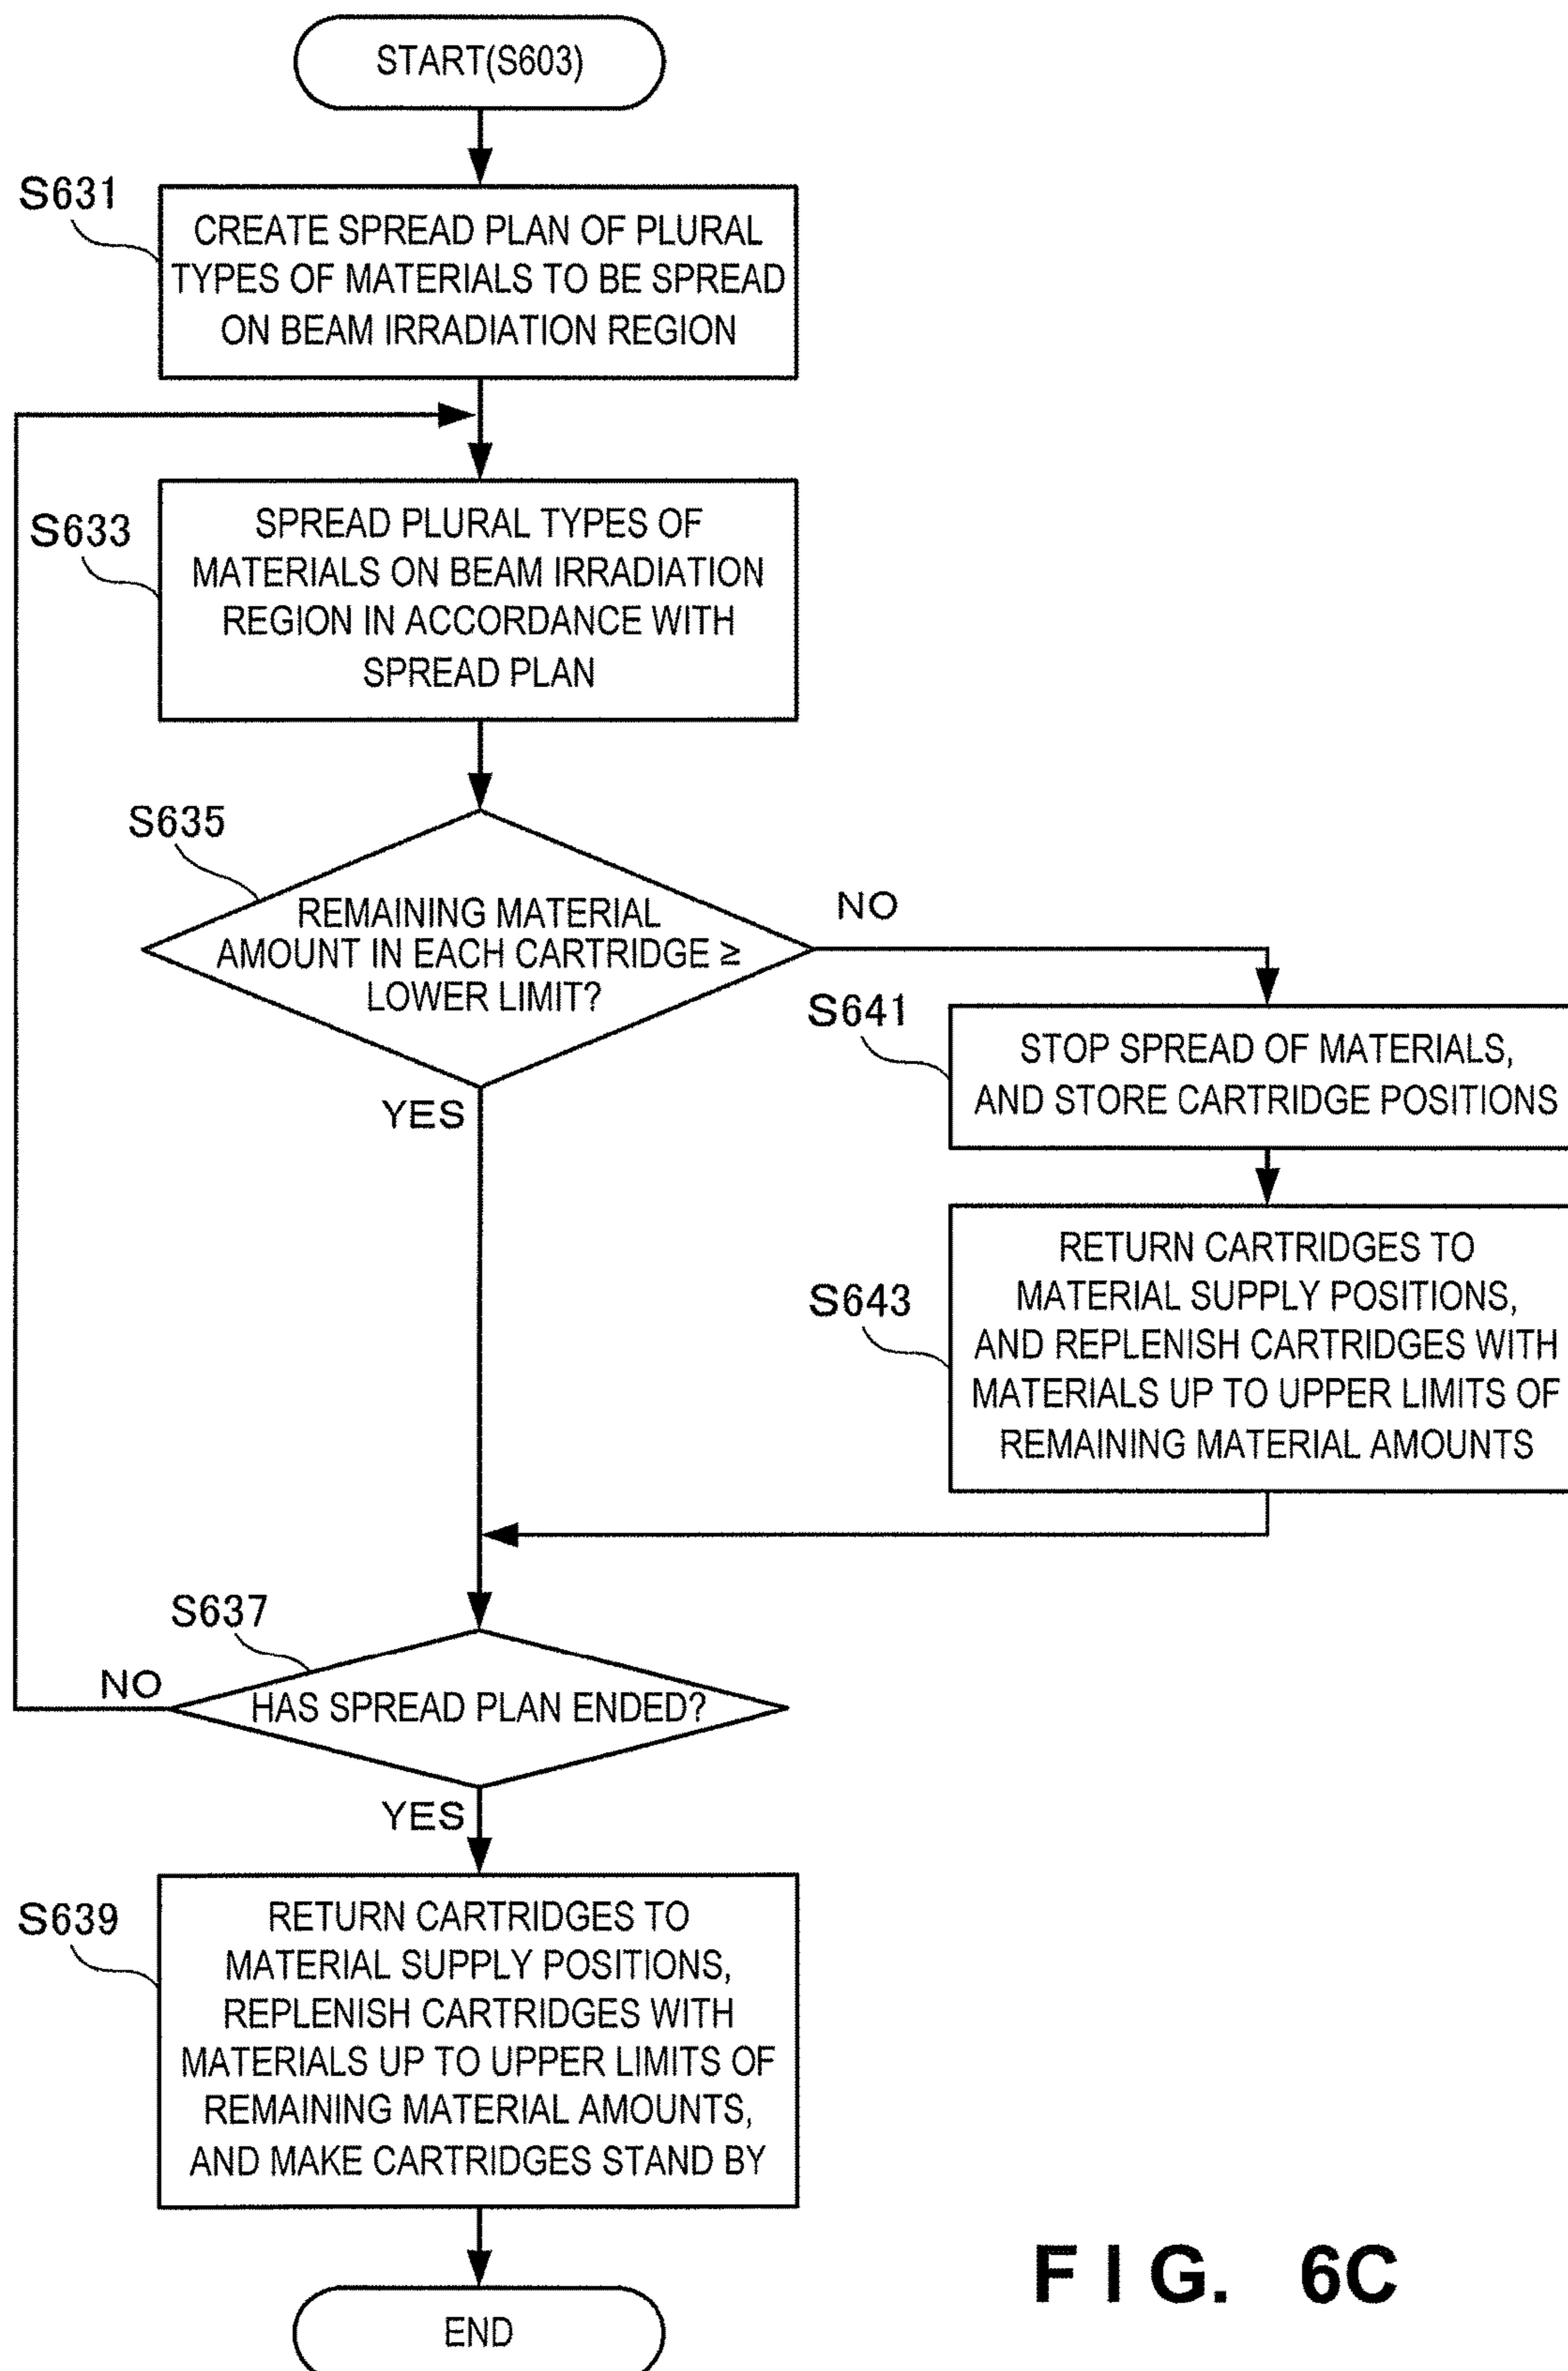 START(S603)
S631
CREATE SPREAD PLAN OF PLURAL
TYPES OF MATERIALS TO BE SPREAD
ON BEAM IRRADIATION REGION
S633
SPREAD PLURAL TYPES OF
MATERIALS ON BEAM IRRADIATION
REGION IN ACCORDANCE WITH
SPREAD PLAN
S635
REMAINING MATERIAL
AMOUNT IN EACH CARTRIDGE ≥
LOWER LIMIT?
NO
YES
S641
STOP SPREAD OF MATERIALS,
AND STORE CARTRIDGE POSITIONS
S643
RETURN CARTRIDGES TO
MATERIAL SUPPLY POSITIONS,
AND REPLENISH CARTRIDGES WITH
MATERIALS UP TO UPPER LIMITS OF
REMAINING MATERIAL AMOUNTS
S637
NO
HAS SPREAD PLAN ENDED?
YES
S639
RETURN CARTRIDGES TO
MATERIAL SUPPLY POSITIONS,
REPLENISH CARTRIDGES WITH
MATERIALS UP TO UPPER LIMITS OF
REMAINING MATERIAL AMOUNTS,
AND MAKE CARTRIDGES STAND BY
END
FIG. 6C